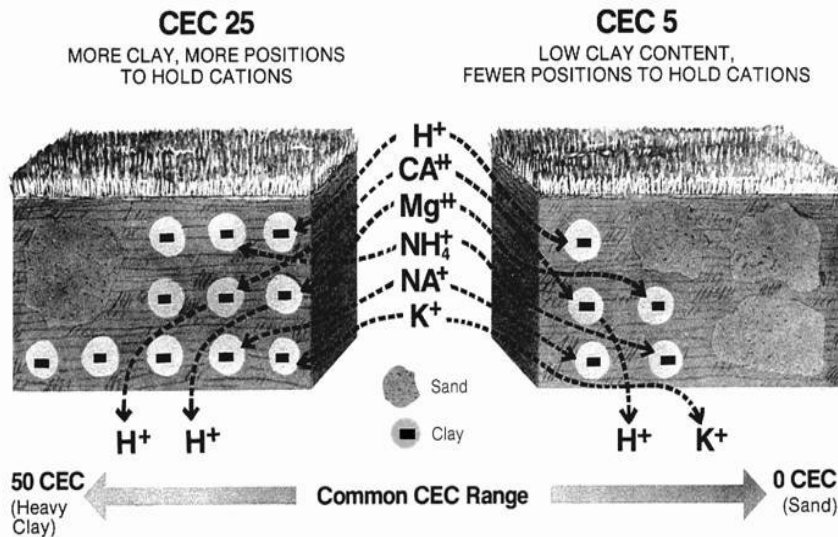 CEC 25
MORE CLAY, MORE POSITIONS
TO HOLD CATIONS
CEC 5
LOW CLAY CONTENT,
FEWER POSITIONS TO HOLD CATIONS
H⁺
CA⁺⁺
Mg⁺⁺
NH₄⁺
NA⁺
K⁺
Sand
Clay
H⁺ H⁺
H⁺ K⁺
50 CEC
(Heavy
Clay)
Common CEC Range
0 CEC
(Sand)